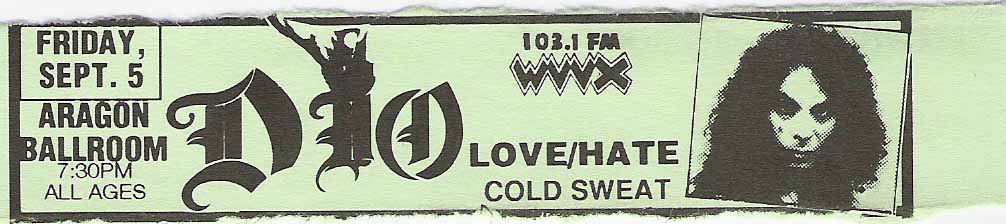 FRIDAY,
SEPT. 5
ARAGON
BALLROOM
7:30PM
ALL AGES
DIO
103.1 FM
WVVX
LOVE/HATE
COLD SWEAT